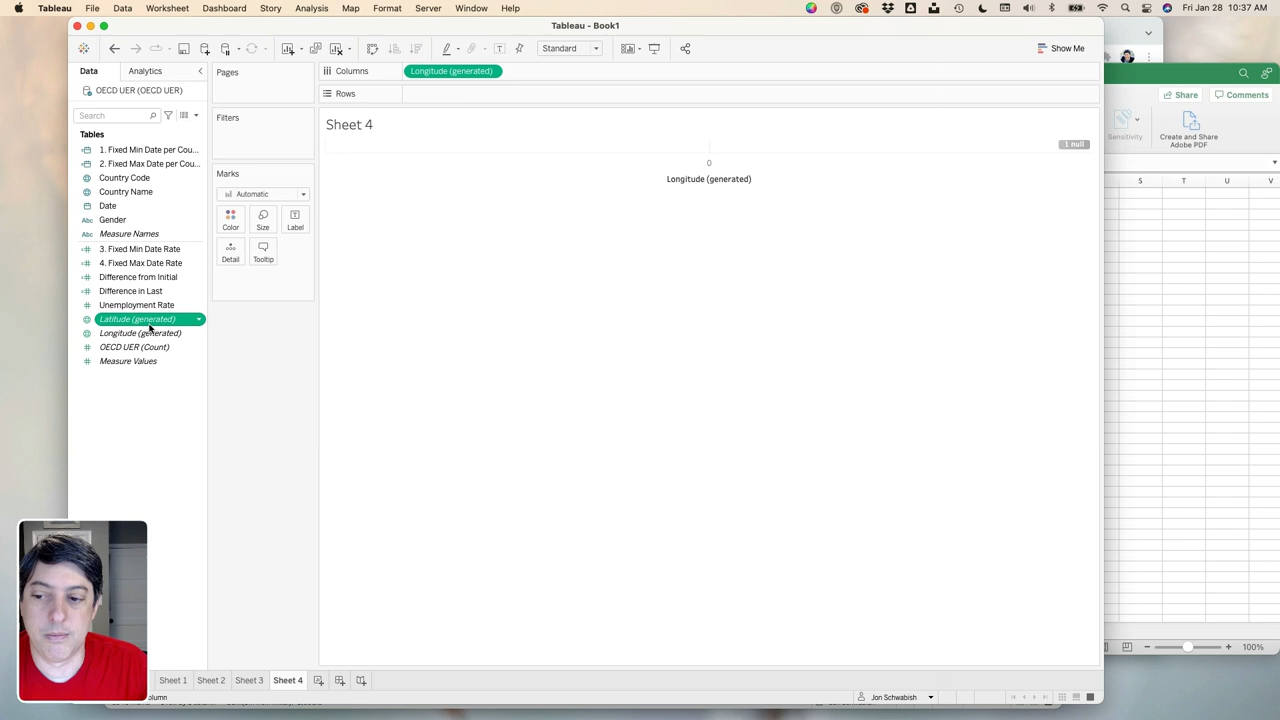 Tableau File Data Worksheet Dashboard Story Analysis Map Format Server Window Help Fri Jan 28 10:37 AM
Tableau - Book1
Standard
Show Me
Data Analytics
Pages
Columns
Longitude (generated)
OECD UER (OECD UER)
Rows
Share
Comments
Search
Filters
Sheet 4
Sensitivity
Create and Share
Adobe PDF
Tables
1. Fixed Min Date per Cou...
1 null
2. Fixed Max Date per Cou...
0
Country Code
Marks
Longitude (generated)
S T U V
Country Name
Automatic
Date
Abc Gender
Color Size Label
Abc Measure Names
3. Fixed Min Date Rate
Detail Tooltip
4. Fixed Max Date Rate
Difference from Initial
Difference in Last
Unemployment Rate
Latitude (generated)
Longitude (generated)
OECD UER (Count)
Measure Values
100%
Sheet 1 Sheet 2 Sheet 3 Sheet 4
Jon Schwabish